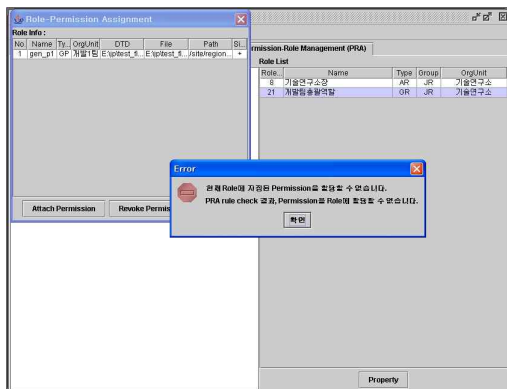 Role-Permission Assignment
Role Info :
No. Name Ty... OrgUnit DTD File Path Si...
1 gen_p1 GP 개발1팀 E:\ip\test_fi... E:\ip\test_fi... /site/region... +
Attach Permission Revoke Permis
rmission-Role Management (PRA)
Role List
Role... Name Type Group OrgUnit
8 기술연구소장 AR JR 기술연구소
21 개발팀총괄역할 GR JR 기술연구소
Error
현재 Role에 지정된 Permission을 할당할 수 없습니다.
PRA rule check 결과, Permission을 Role에 할당할 수 없습니다.
확인
Property